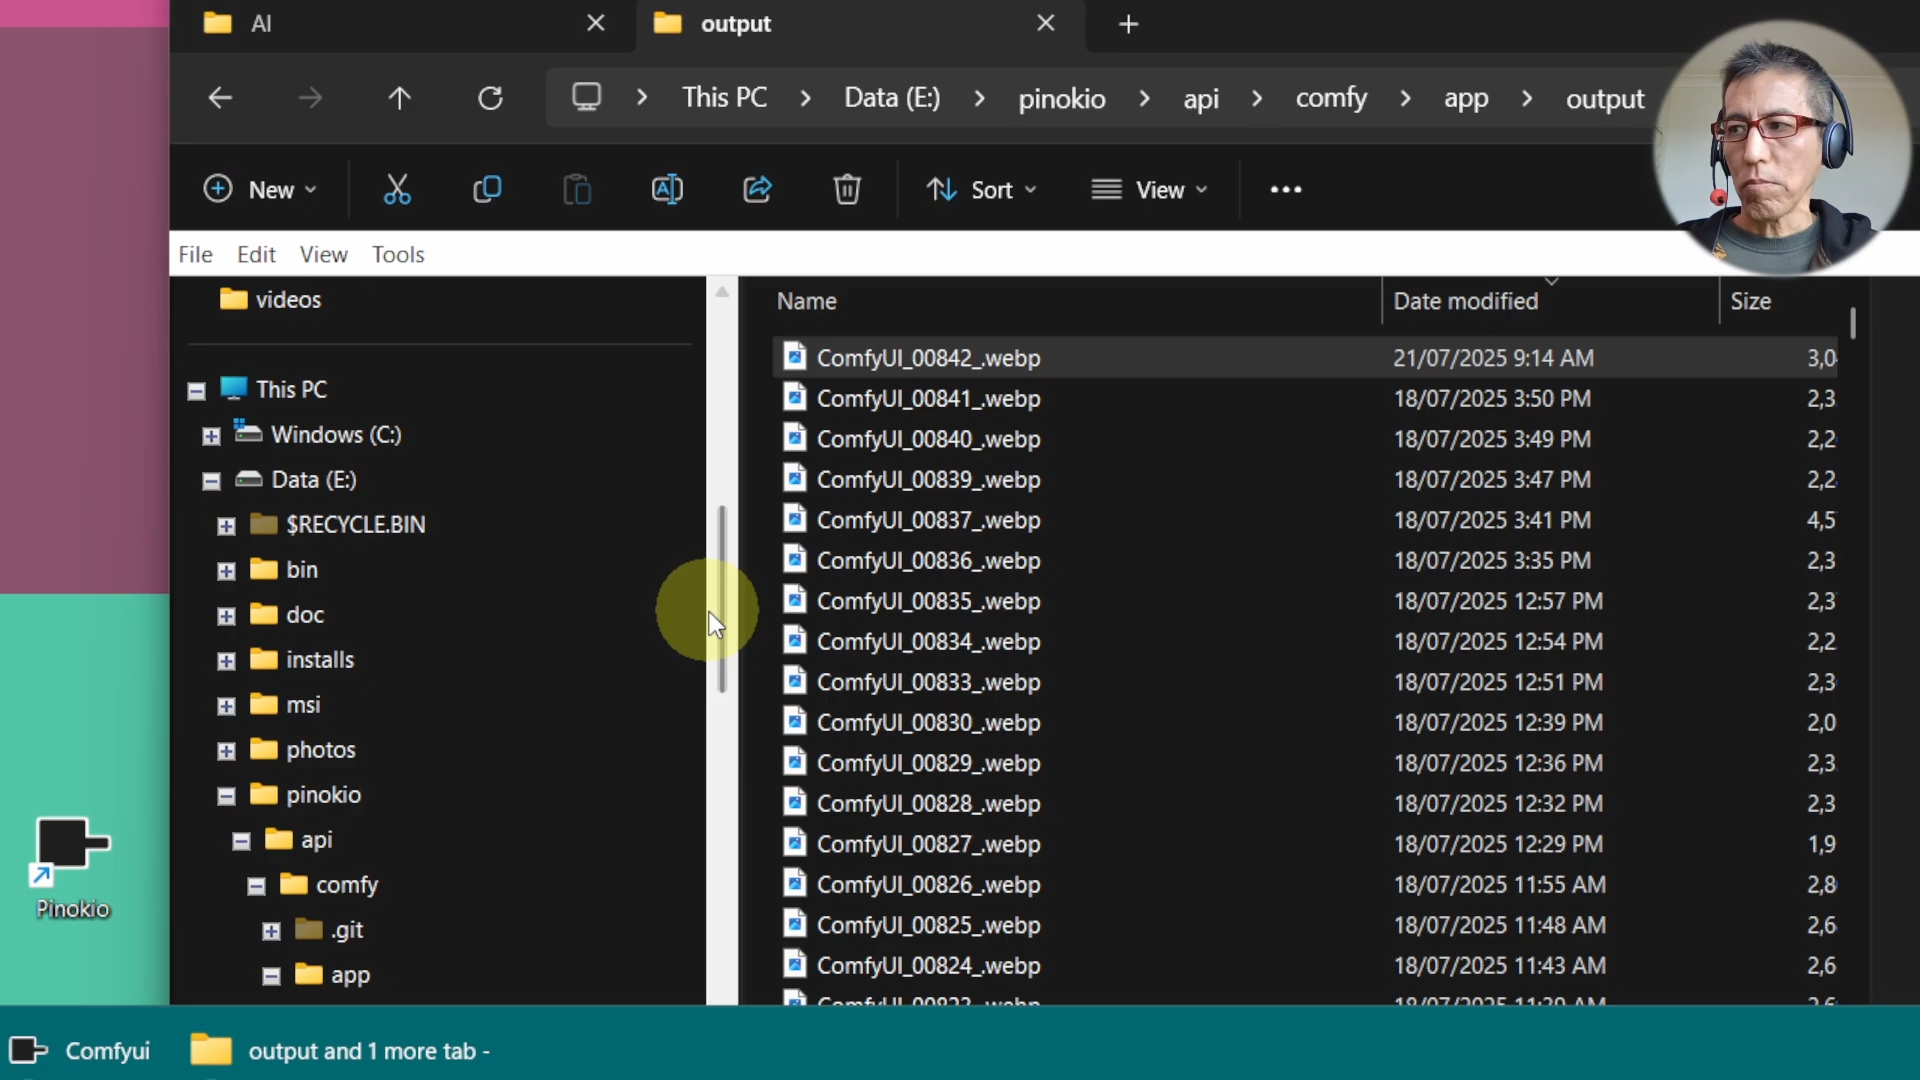 AI
output
This PC
Data (E:)
pinokio
api
comfy
app
output
New
Sort
View
File Edit View Tools
videos
This PC
Windows (C:)
Data (E:)
$RECYCLE.BIN
bin
doc
installs
msi
photos
pinokio
api
comfy
.git
app
Name Date modified Size
ComfyUI_00842_.webp 21/07/2025 9:14 AM
ComfyUI_00841_.webp 18/07/2025 3:50 PM
ComfyUI_00840_.webp 18/07/2025 3:49 PM
ComfyUI_00839_.webp 18/07/2025 3:47 PM
ComfyUI_00837_.webp 18/07/2025 3:41 PM
ComfyUI_00836_.webp 18/07/2025 3:35 PM
ComfyUI_00835_.webp 18/07/2025 12:57 PM
ComfyUI_00834_.webp 18/07/2025 12:54 PM
ComfyUI_00833_.webp 18/07/2025 12:51 PM
ComfyUI_00830_.webp 18/07/2025 12:39 PM
ComfyUI_00829_.webp 18/07/2025 12:36 PM
ComfyUI_00828_.webp 18/07/2025 12:32 PM
ComfyUI_00827_.webp 18/07/2025 12:29 PM
ComfyUI_00826_.webp 18/07/2025 11:55 AM
ComfyUI_00825_.webp 18/07/2025 11:48 AM
ComfyUI_00824_.webp 18/07/2025 11:43 AM
Pinokio
Comfyui
output and 1 more tab -